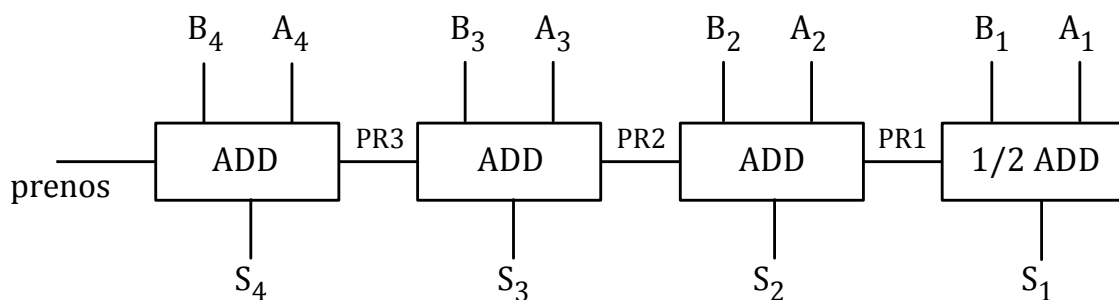 B4 A4 B3 A3 B2 A2 B1 A1
PR3 PR2 PR1
ADD ADD ADD 1/2 ADD
prenos
S4 S3 S2 S1